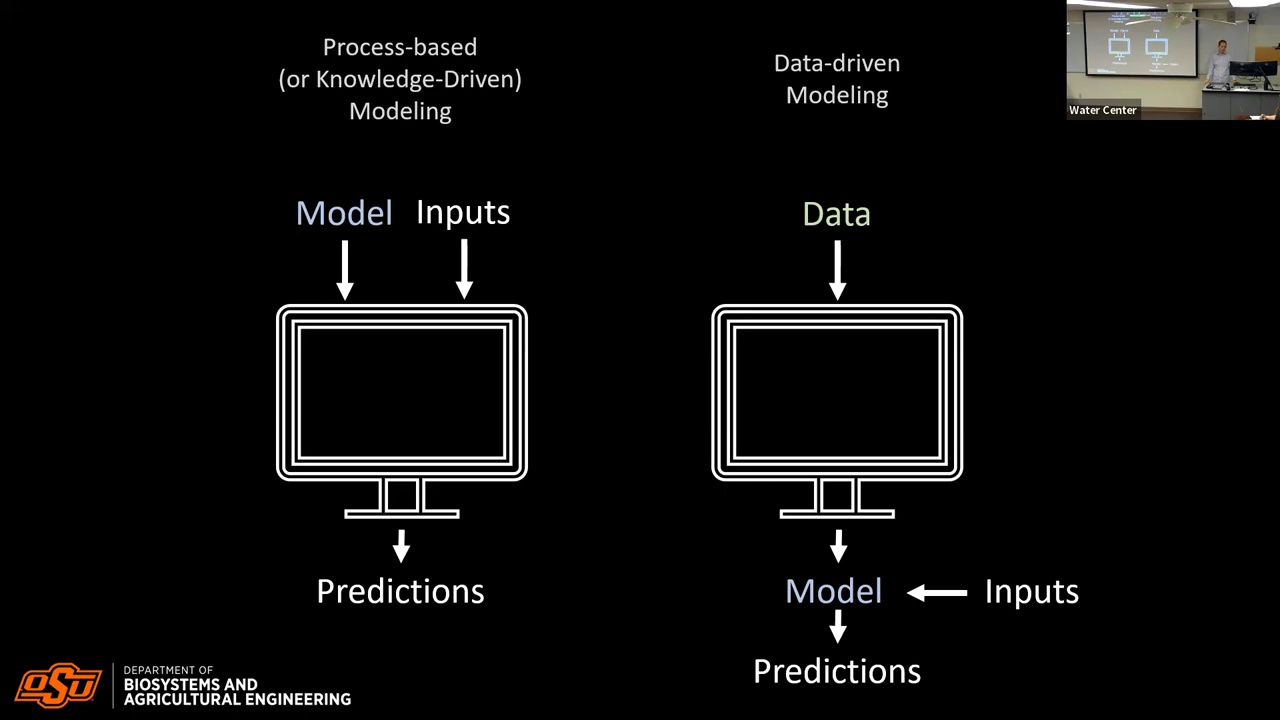 Process-based
(or Knowledge-Driven)
Modeling
Data-driven
Modeling
Water Center
Model Inputs
Data
Predictions
Model
Inputs
Predictions
OSU
DEPARTMENT OF
BIOSYSTEMS AND
AGRICULTURAL ENGINEERING